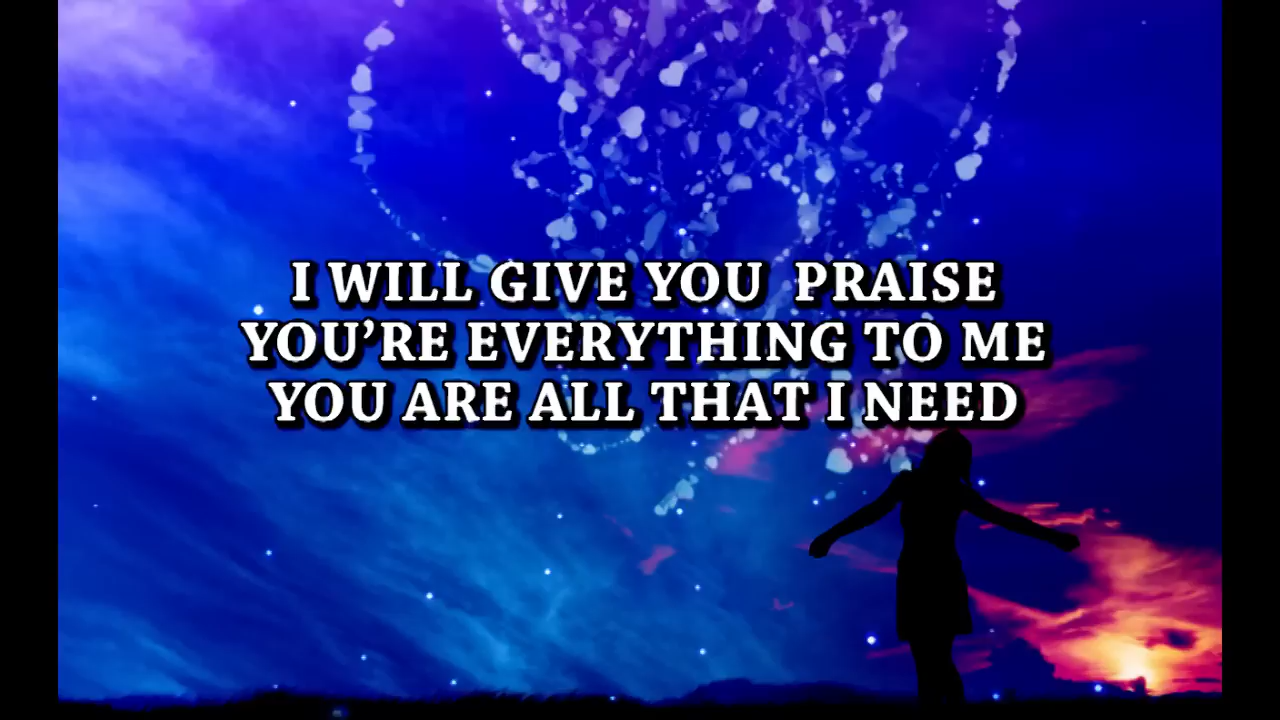 I WILL GIVE YOU  PRAISE
YOU’RE EVERYTHING TO ME
YOU ARE ALL THAT I NEED